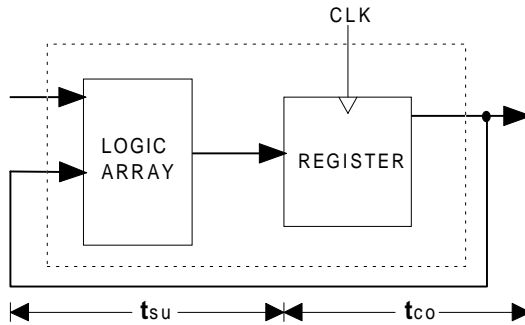 CLK
LOGIC
ARRAY
REGISTER
tsu
tco